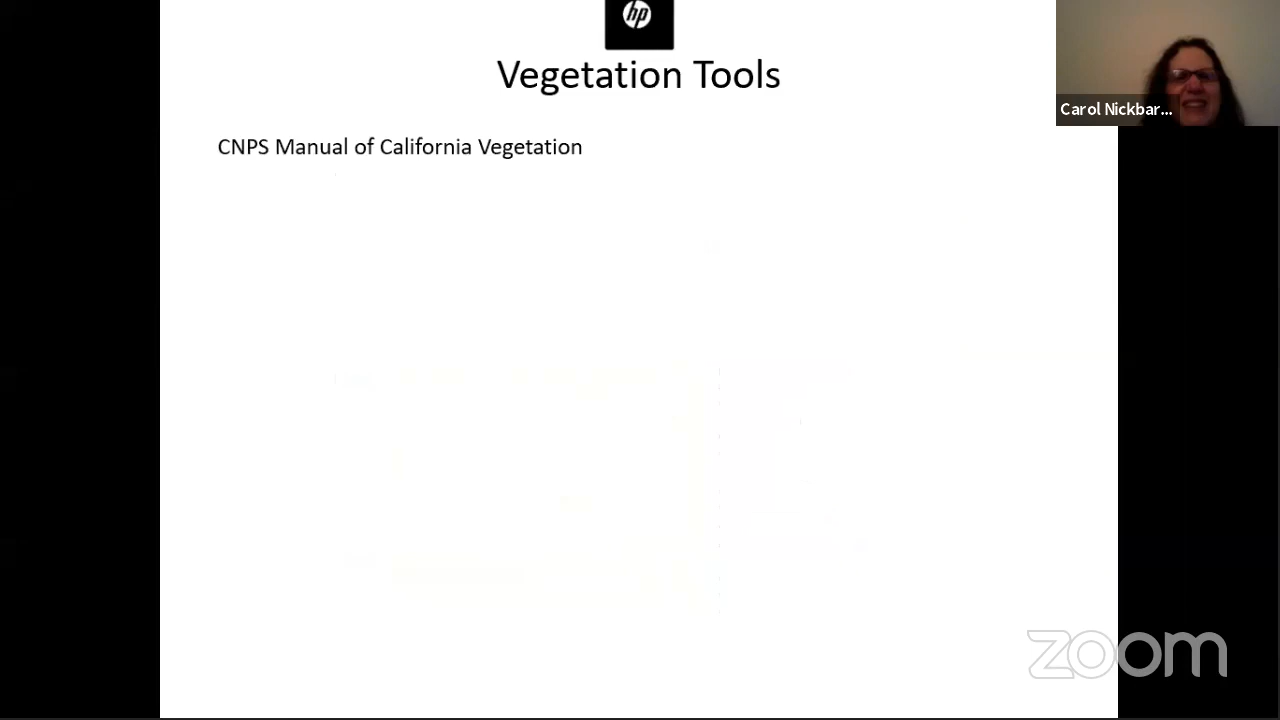 hp
Vegetation Tools
Carol Nickbar...
CNPS Manual of California Vegetation
zoom